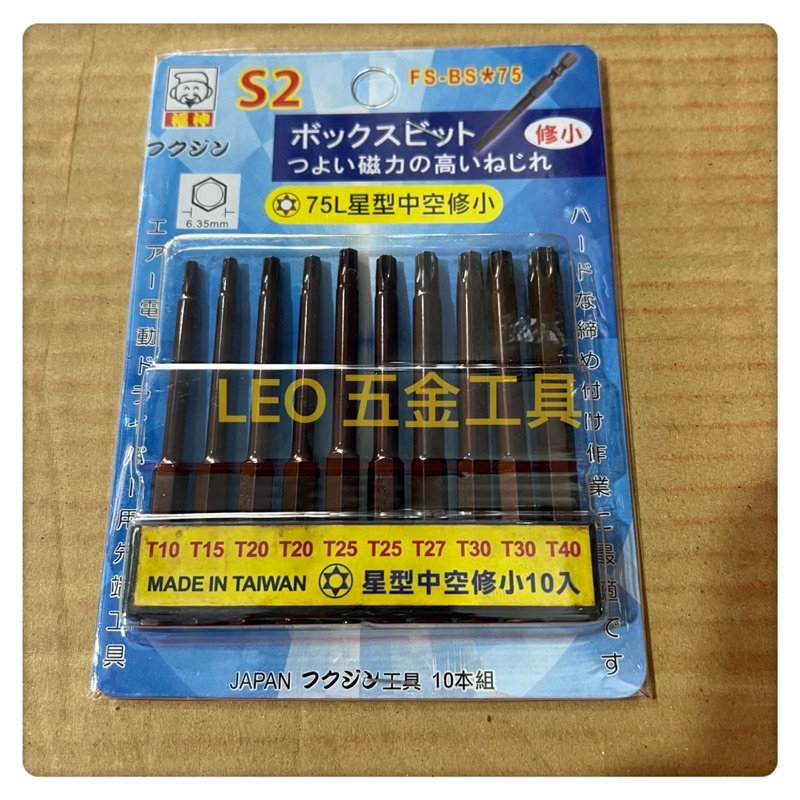 S2
FS-BS*75
福神
フクジン
ボックスビット
修小
つよい磁力の高いねじれ
75L星型中空修小
6.35mm
エアー電動ドライバー用先端工具
ハードな締め付け作業に最適です
LEO 五金工具
T10 T15 T20 T20 T25 T25 T27 T30 T30 T40
MADE IN TAIWAN 星型中空修小10入
JAPAN フクジン工具 10本組